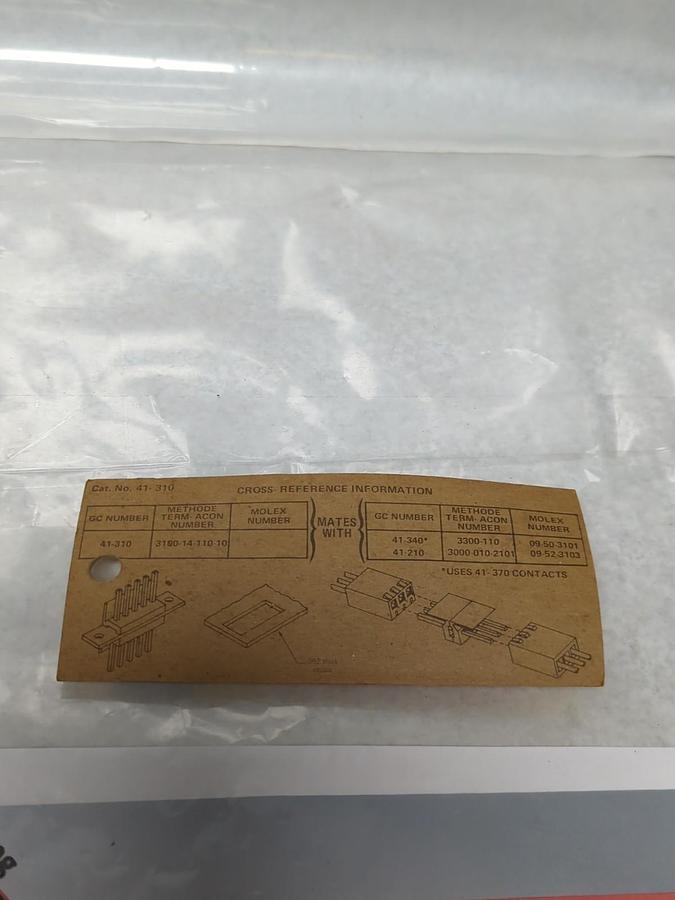 Cat. No. 41-310
CROSS-REFERENCE INFORMATION
GC NUMBER
METHODE
TERM-ACON
NUMBER
MOLEX
NUMBER
41-310
3100-14-110-10
MATES
WITH
GC NUMBER
METHODE
TERM-ACON
NUMBER
MOLEX
NUMBER
41-340*
3300-110
09-50-3101
41-210
3000-010-2101
09-52-3103
*USES 41-370 CONTACTS